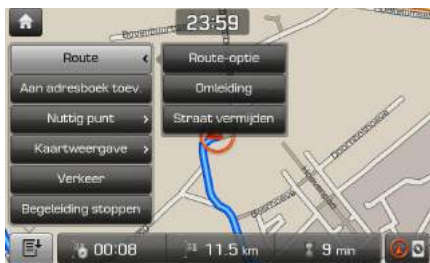 23:59
Route
Aan adresboek toev.
Nuttig punt
Kaartweergave
Verkeer
Begeleiding stoppen
Route-optie
Omleiding
Straat vermijden
00:08
11.5 km
9 min